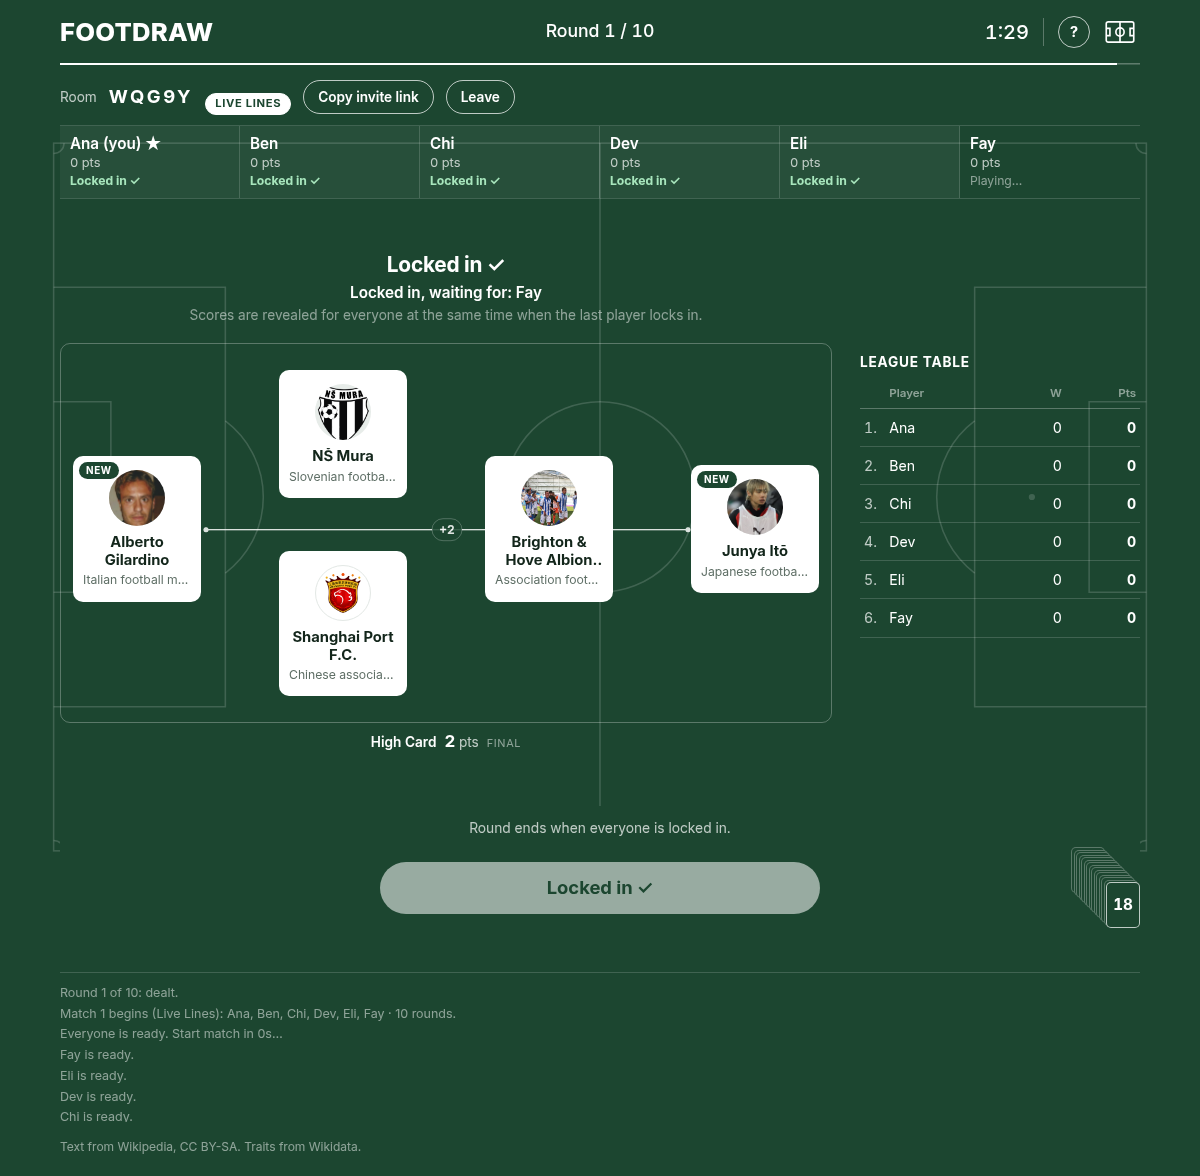 FOOTDRAW
Round 1 / 10
1:29
?
Room WQG9Y LIVE LINES Copy invite link Leave
Ana (you) ★
0 pts
Locked in ✓
Ben
0 pts
Locked in ✓
Chi
0 pts
Locked in ✓
Dev
0 pts
Locked in ✓
Eli
0 pts
Locked in ✓
Fay
0 pts
Playing...
Locked in ✓
Locked in, waiting for: Fay
Scores are revealed for everyone at the same time when the last player locks in.
NEW
Alberto
Gilardino
Italian football m...
NŠ MURA
NŠ Mura
Slovenian footba...
Shanghai Port
F.C.
Chinese associa...
+2
Brighton &
Hove Albion..
Association foot...
NEW
Junya Itō
Japanese footba...
High Card 2 pts FINAL
LEAGUE TABLE
Player W Pts
1. Ana 0 0
2. Ben 0 0
3. Chi 0 0
4. Dev 0 0
5. Eli 0 0
6. Fay 0 0
Round ends when everyone is locked in.
Locked in ✓
18
Round 1 of 10: dealt.
Match 1 begins (Live Lines): Ana, Ben, Chi, Dev, Eli, Fay · 10 rounds.
Everyone is ready. Start match in 0s...
Fay is ready.
Eli is ready.
Dev is ready.
Chi is ready.
Text from Wikipedia, CC BY-SA. Traits from Wikidata.